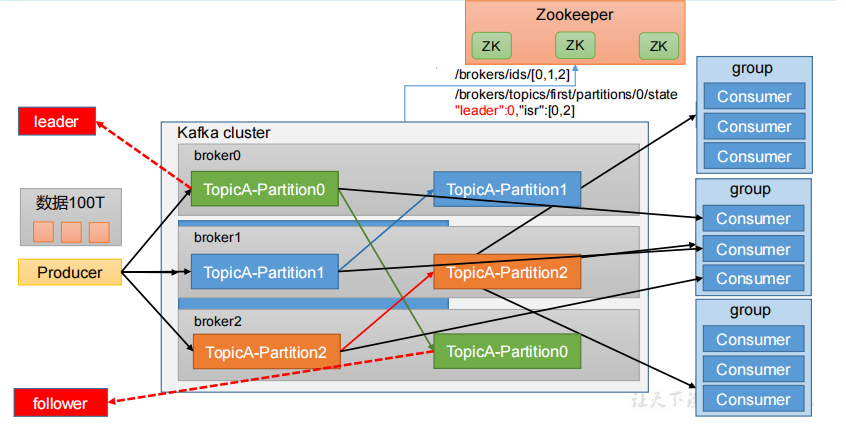 Zookeeper
ZK
ZK
ZK
/brokers/ids/[0,1,2]
/brokers/topics/first/partitions/0/state
"leader":0,"isr":[0,2]
group
Consumer
Consumer
Consumer
leader
Kafka cluster
broker0
TopicA-Partition0
TopicA-Partition1
数据100T
Producer
broker1
TopicA-Partition1
TopicA-Partition2
group
Consumer
Consumer
Consumer
broker2
TopicA-Partition2
TopicA-Partition0
group
Consumer
Consumer
Consumer
follower
让天下